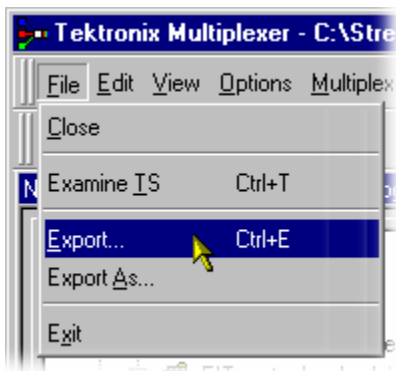 Tektronix Multiplexer - C:\Stre
File Edit View Options Multiplex
Close
Examine TS Ctrl+T
Export... Ctrl+E
Export As...
Exit